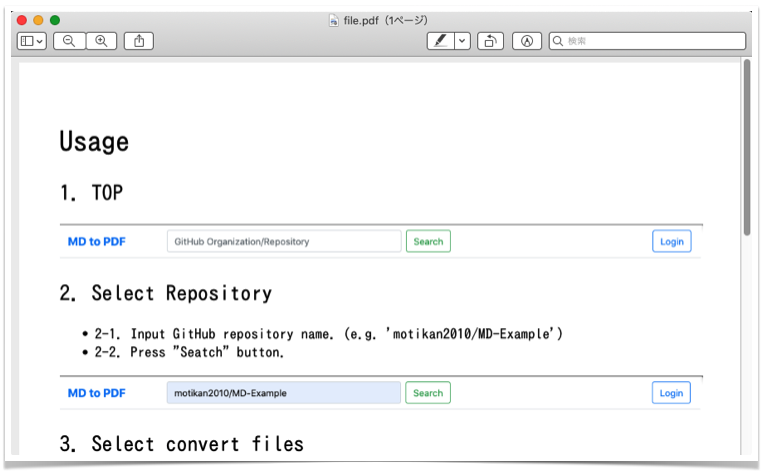 file.pdf（1ページ）
検索
Usage
1. TOP
MD to PDF GitHub Organization/Repository Search Login
2. Select Repository
• 2-1. Input GitHub repository name. (e.g. 'motikan2010/MD-Example')
• 2-2. Press "Seatch" button.
MD to PDF motikan2010/MD-Example Search Login
3. Select convert files